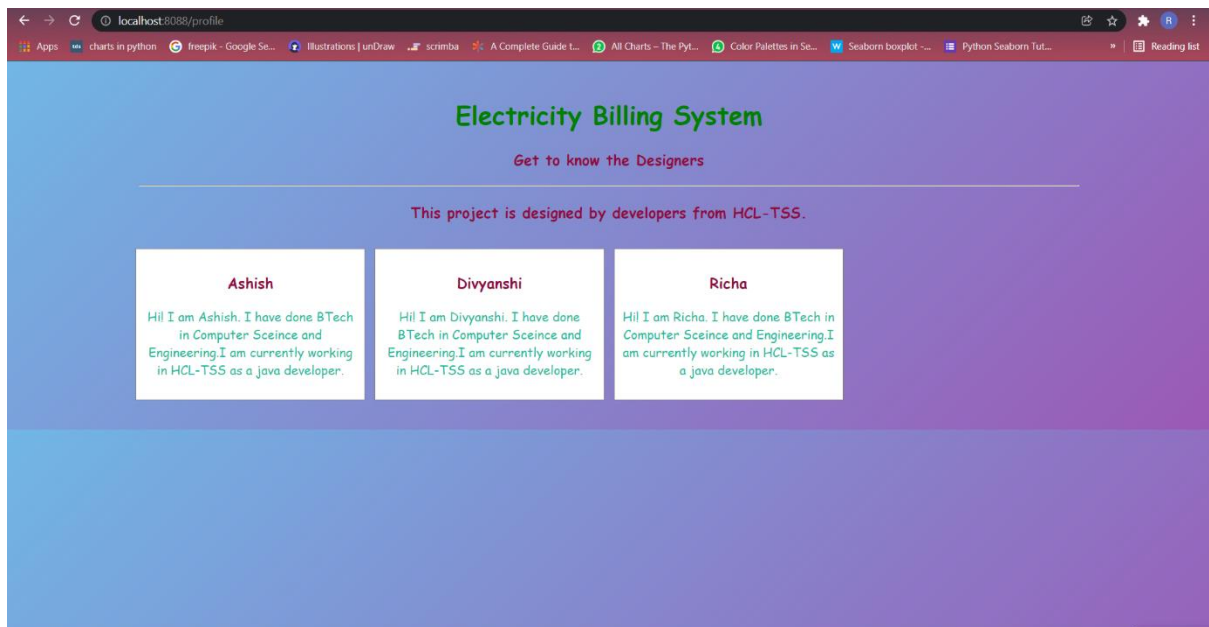 localhost:8088/profile
Apps
charts in python
freepik - Google Se...
Illustrations | unDraw
scrimba
A Complete Guide t...
All Charts – The Pyt...
Color Palettes in Se...
Seaborn boxplot -...
Python Seaborn Tut...
»
Reading list
R
Electricity Billing System
Get to know the Designers
This project is designed by developers from HCL-TSS.
Ashish
Hi! I am Ashish. I have done BTech
in Computer Sceince and
Engineering.I am currently working
in HCL-TSS as a java developer.
Divyanshi
Hi! I am Divyanshi. I have done
BTech in Computer Sceince and
Engineering.I am currently working
in HCL-TSS as a java developer.
Richa
Hi! I am Richa. I have done BTech in
Computer Sceince and Engineering.I
am currently working in HCL-TSS as
a java developer.